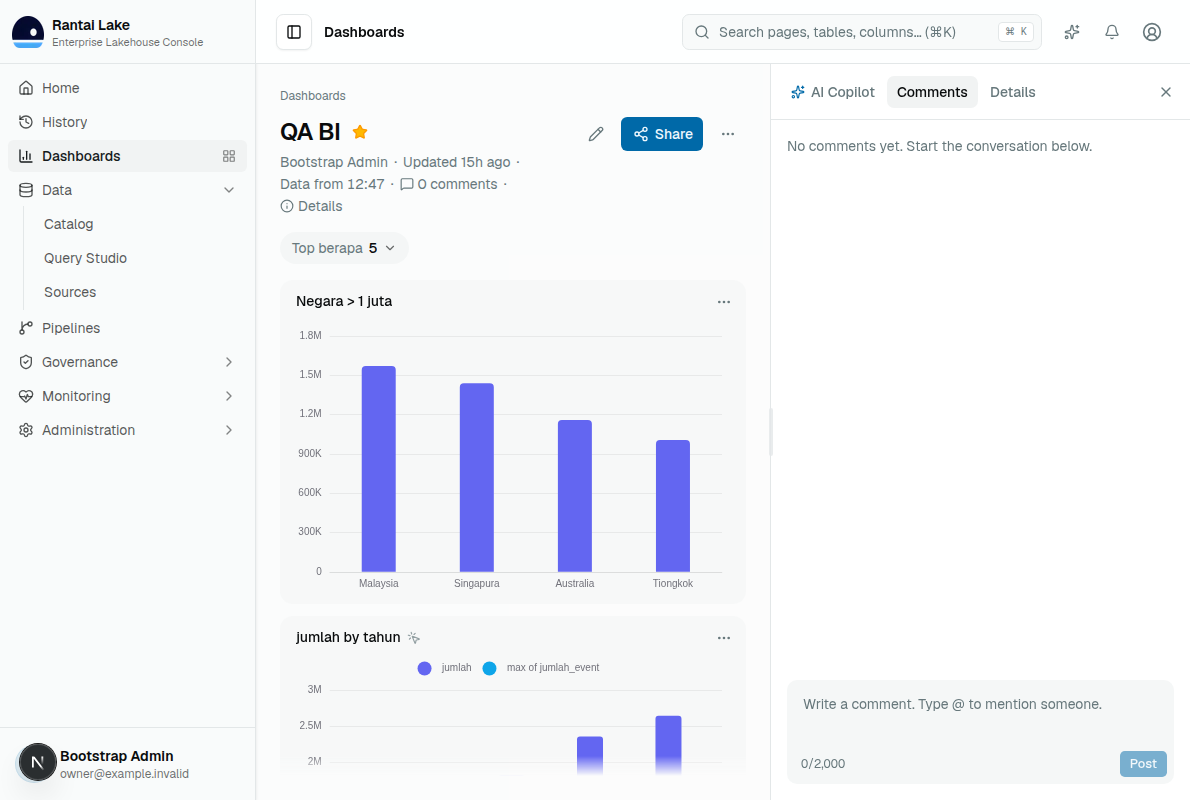 Rantai Lake
Enterprise Lakehouse Console
Home
History
Dashboards
Data
Catalog
Query Studio
Sources
Pipelines
Governance
Monitoring
Administration
N
Bootstrap Admin
owner@example.invalid
Dashboards
Search pages, tables, columns... (⌘K)
⌘ K
Dashboards
QA BI
Share
Bootstrap Admin · Updated 15h ago ·
Data from 12:47 · 0 comments ·
Details
Top berapa 5
Negara > 1 juta
1.8M
1.5M
1.2M
900K
600K
300K
0
Malaysia Singapura Australia Tiongkok
jumlah by tahun
jumlah max of jumlah_event
3M
2.5M
2M
AI Copilot Comments Details
No comments yet. Start the conversation below.
Write a comment. Type @ to mention someone.
0/2,000
Post